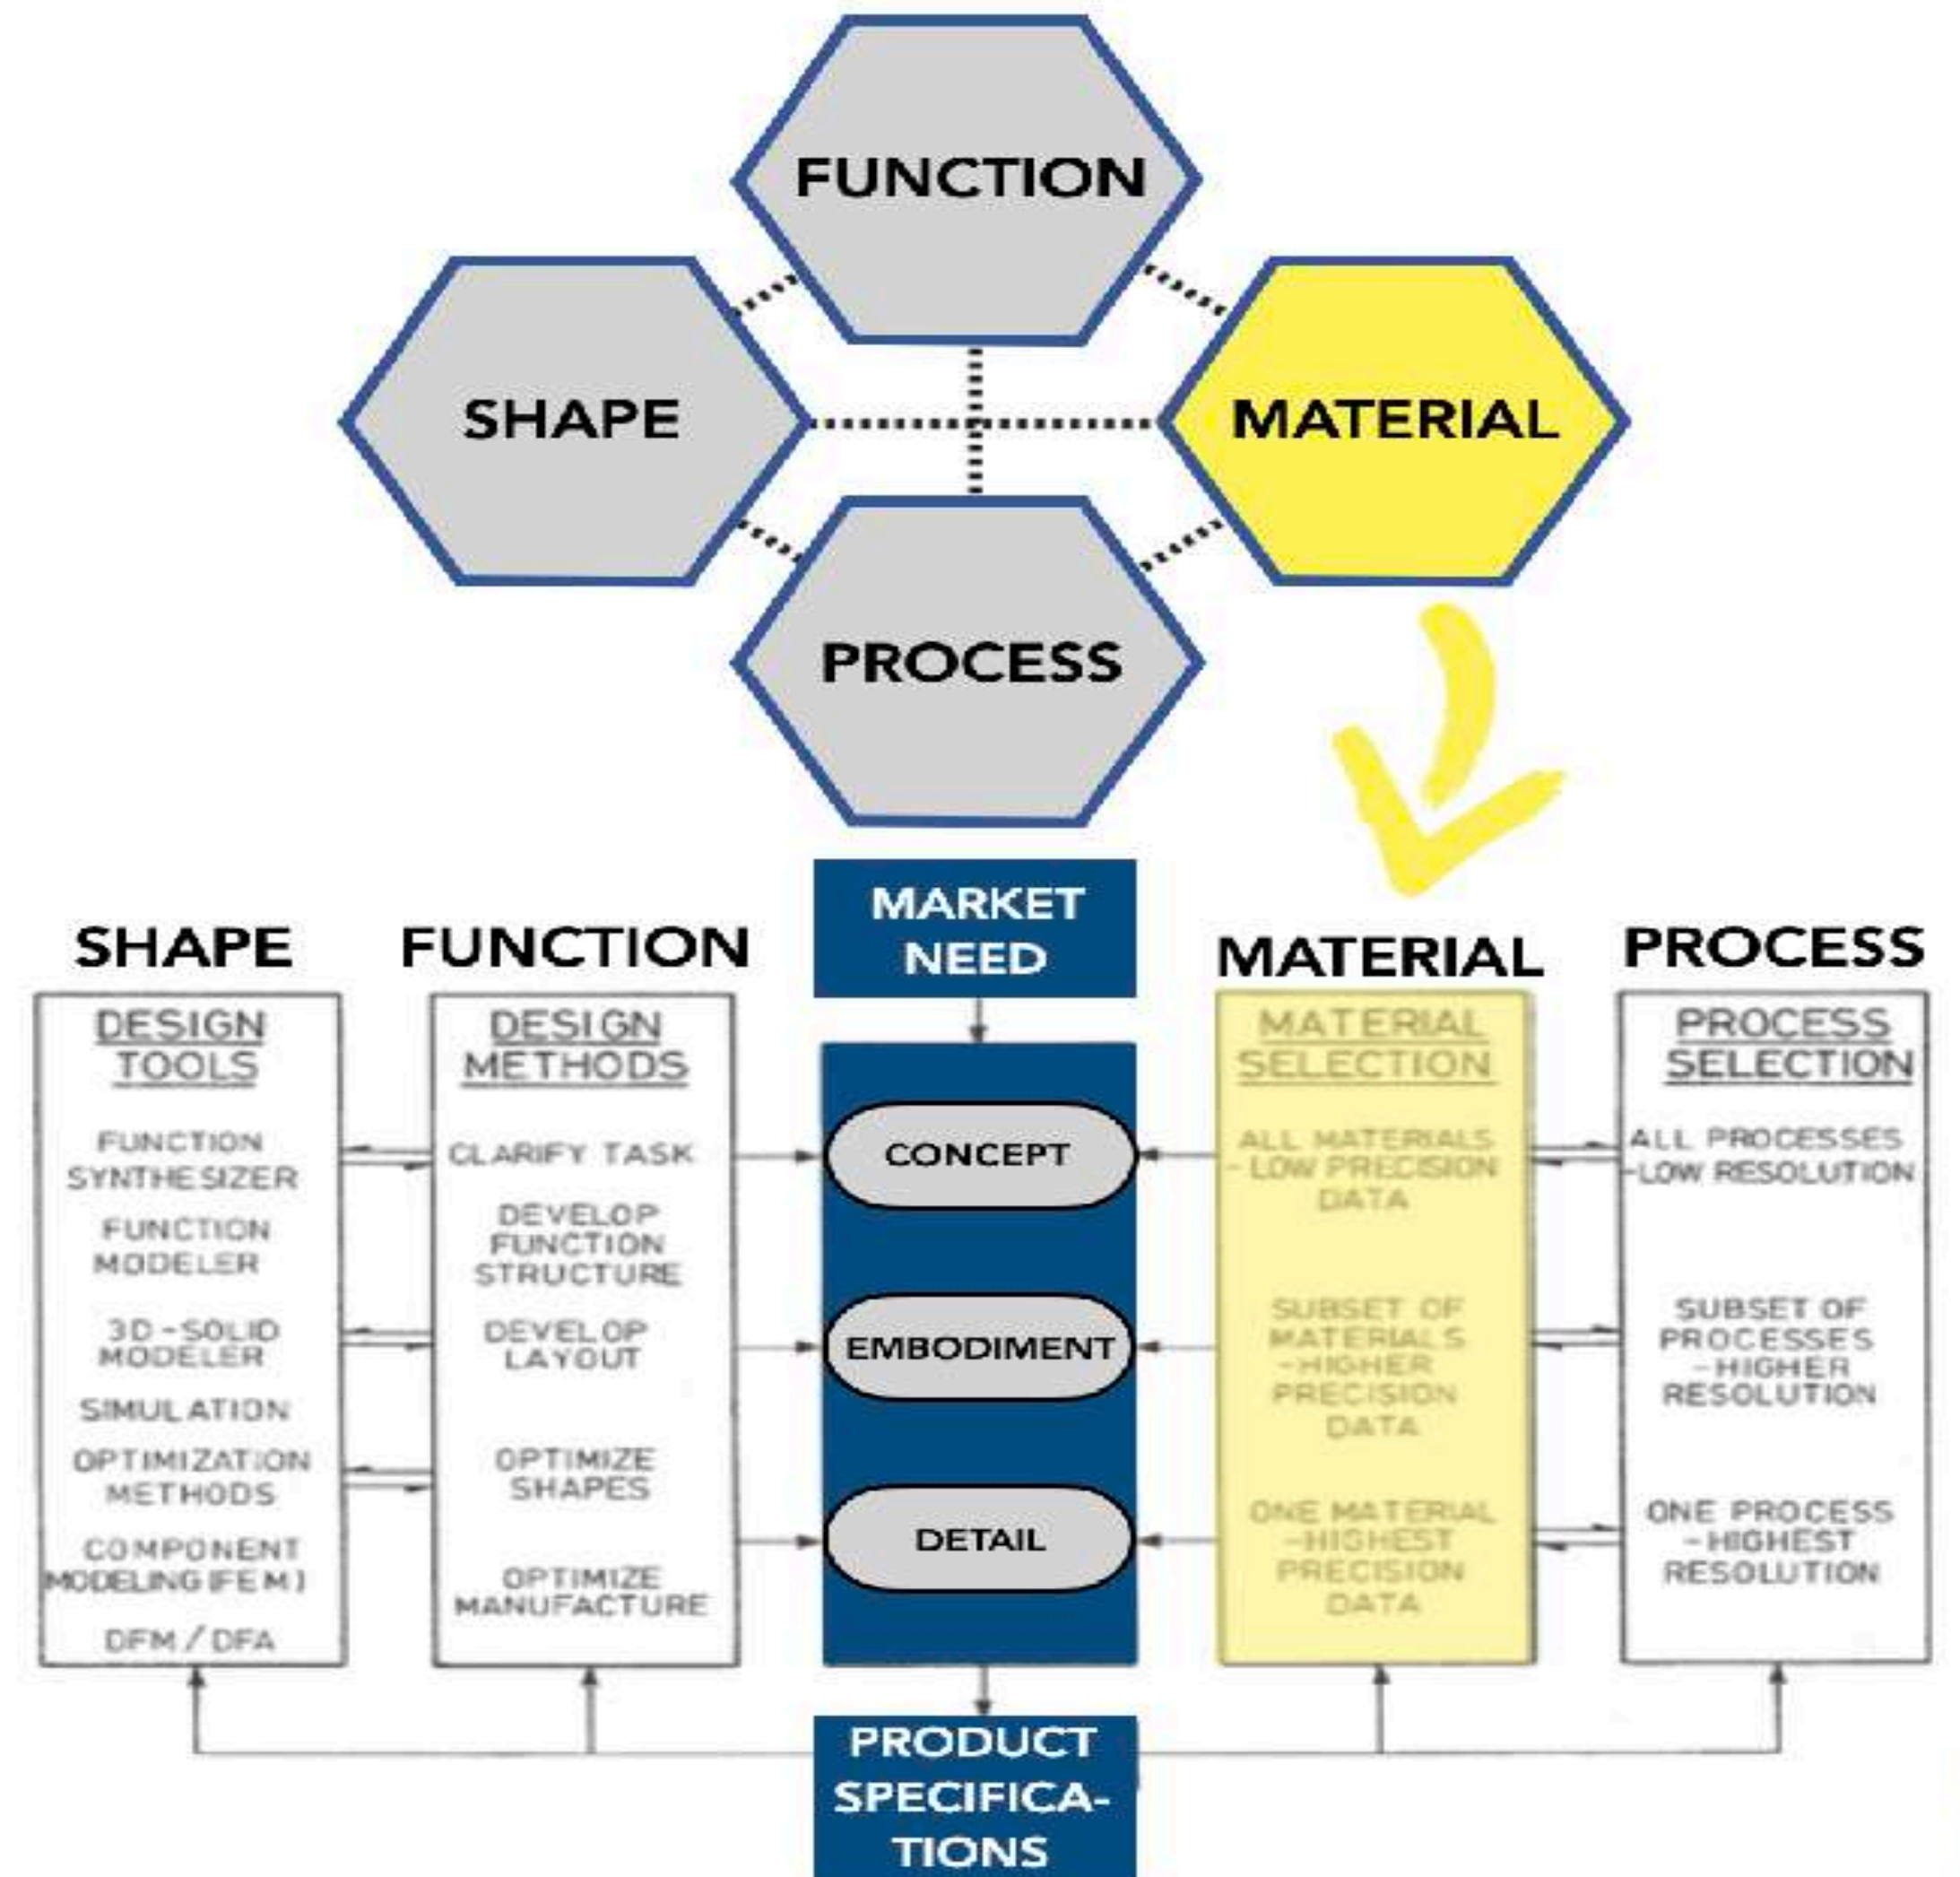 FUNCTION
SHAPE
MATERIAL
PROCESS
MARKET
NEED
SHAPE
FUNCTION
MATERIAL
PROCESS
DESIGN
TOOLS
FUNCTION
SYNTHESIZER
FUNCTION
MODELER
3D-SOLID
MODELER
SIMULATION
OPTIMIZATION
METHODS
COMPONENT
MODELING (FEM)
DFM / DFA
DESIGN
METHODS
CLARIFY TASK
DEVELOP
FUNCTION
STRUCTURE
DEVELOP
LAYOUT
OPTIMIZE
SHAPES
OPTIMIZE
MANUFACTURE
CONCEPT
EMBODIMENT
DETAIL
MATERIAL
SELECTION
ALL MATERIALS
-LOW PRECISION
DATA
SUBSET OF
MATERIALS
-HIGHER
PRECISION
DATA
ONE MATERIAL
-HIGHEST
PRECISION
DATA
PROCESS
SELECTION
ALL PROCESSES
-LOW RESOLUTION
SUBSET OF
PROCESSES
-HIGHER
RESOLUTION
ONE PROCESS
-HIGHEST
RESOLUTION
PRODUCT
SPECIFICA-
TIONS